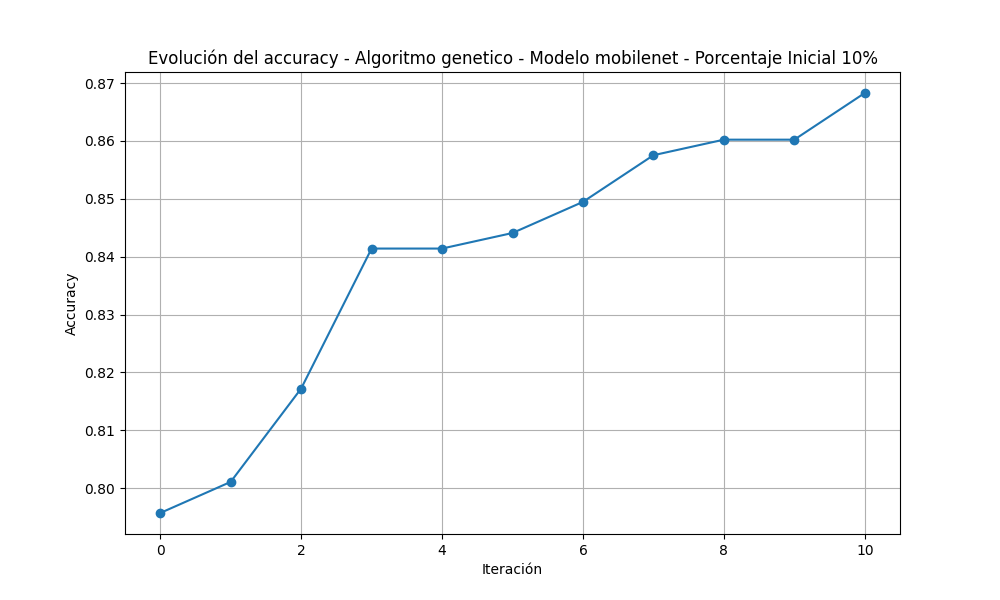 Evolución del accuracy - Algoritmo genetico - Modelo mobilenet - Porcentaje Inicial 10%
0.87
0.86
0.85
0.84
0.83
0.82
0.81
0.80
Accuracy
0 2 4 6 8 10
Iteración